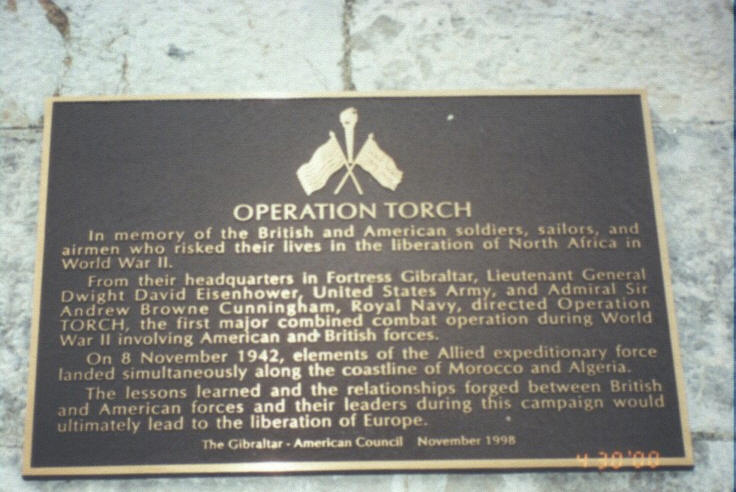 OPERATION TORCH
In memory of the British and American soldiers, sailors, and
airmen who risked their lives in the liberation of North Africa in
World War II.
From their headquarters in Fortress Gibraltar, Lieutenant General
Dwight David Eisenhower, United States Army, and Admiral Sir
Andrew Browne Cunningham, Royal Navy, directed Operation
TORCH, the first major combined combat operation during World
War II involving American and British forces.
On 8 November 1942, elements of the Allied expeditionary force
landed simultaneously along the coastline of Morocco and Algeria.
The lessons learned and the relationships forged between British
and American forces and their leaders during this campaign would
ultimately lead to the liberation of Europe.
The Gibraltar - American Council November 1998
4.30'00